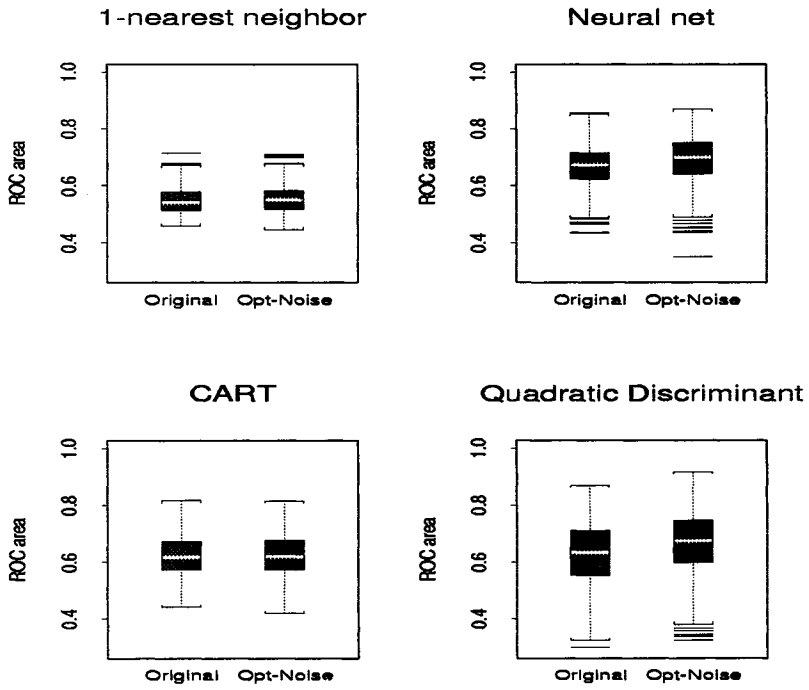 1-nearest neighbor
Neural net
ROC area
1.0
0.8
0.6
0.4
Original Opt-Noise
ROC area
1.0
0.8
0.6
0.4
Original Opt-Noise
CART
Quadratic Discriminant
ROC area
1.0
0.8
0.6
0.4
Original Opt-Noise
ROC area
1.0
0.8
0.6
0.4
Original Opt-Noise